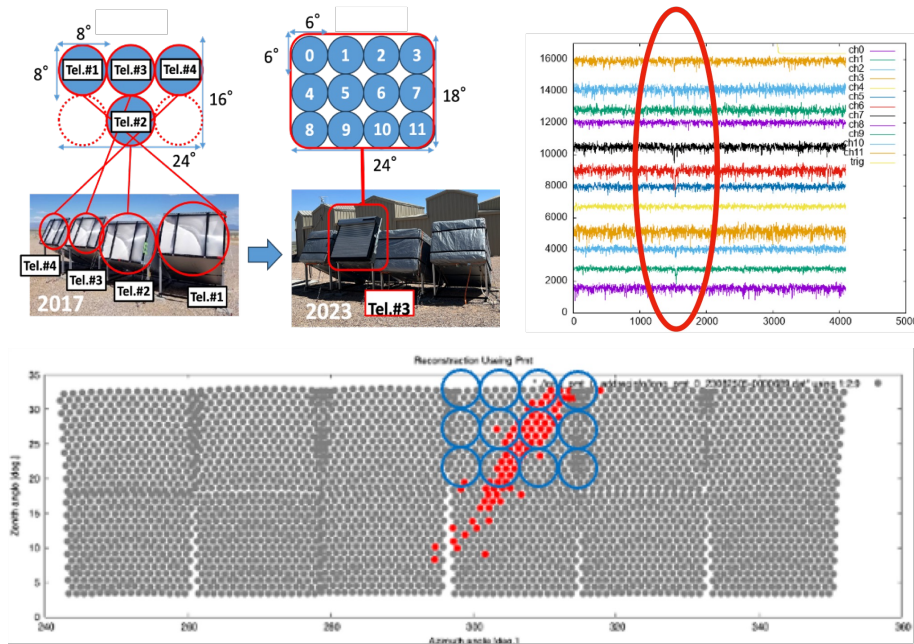 8°
8°
Tel.#1
Tel.#3
Tel.#4
Tel.#2
16°
24°
6°
6°
0 1 2 3
4 5 6 7
8 9 10 11
18°
24°
Tel.#4
Tel.#3
Tel.#2
Tel.#1
2017
2023
Tel.#3
16000
14000
12000
10000
8000
6000
4000
2000
0
0 1000 2000 3000 4000 5000
ch0
ch1
ch2
ch3
ch4
ch5
ch6
ch7
ch8
ch9
ch10
ch11
trig
Reconstruction Useing Pmt
Zenith angle [deg.]
35
30
25
20
15
10
5
0
240 260 280 300 320 340 360
Azimuth angle [deg.]